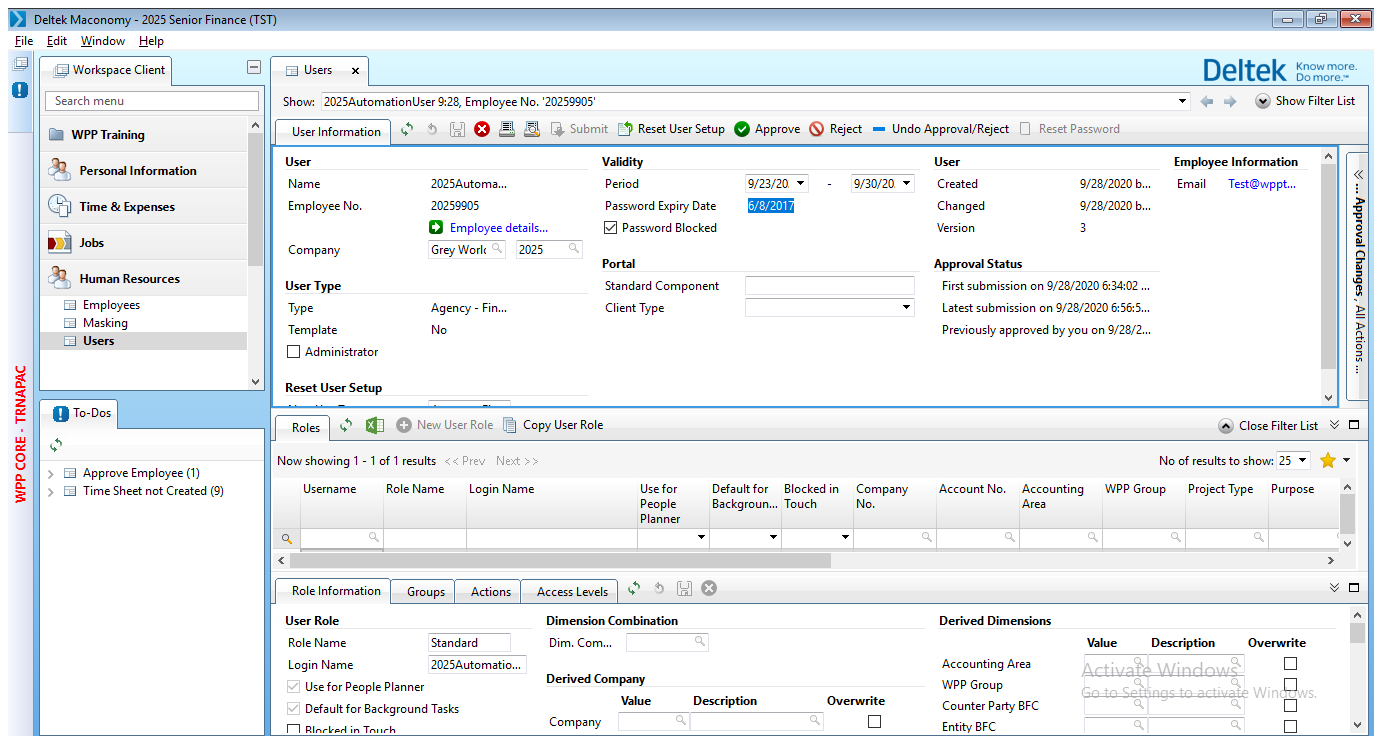 Deltek Maconomy - 2025 Senior Finance (TST)
File Edit Window Help
Workspace Client
Search menu
WPP Training
Personal Information
Time & Expenses
Jobs
Human Resources
Employees
Masking
Users
WPP CORE - TRNAPAC
To-Dos
Approve Employee (1)
Time Sheet not Created (9)
Users
Deltek Know more. Do more.™
Show: 2025AutomationUser 9:28, Employee No. '20259905' Show Filter List
User Information Submit Reset User Setup Approve Reject Undo Approval/Reject Reset Password
User
Name 2025Automa...
Employee No. 20259905
Employee details...
Company Grey World 2025
User Type
Type Agency - Fin...
Template No
Administrator
Reset User Setup
Validity
Period 9/23/20. - 9/30/20.
Password Expiry Date 6/8/2017
Password Blocked
Portal
Standard Component
Client Type
User
Created 9/28/2020 b...
Changed 9/28/2020 b...
Version 3
Approval Status
First submission on 9/28/2020 6:34:02 ...
Latest submission on 9/28/2020 6:56:5...
Previously approved by you on 9/28/2...
Employee Information
Email Test@wppt...
... Approval Changes , All Actions ...
Roles New User Role Copy User Role Close Filter List
Now showing 1 - 1 of 1 results << Prev Next >> No of results to show: 25
Username Role Name Login Name Use for People Planner Default for Backgroun... Blocked in Touch Company No. Account No. Accounting Area WPP Group Project Type Purpose
Role Information Groups Actions Access Levels
User Role
Role Name Standard
Login Name 2025Automatio...
Use for People Planner
Default for Background Tasks
Blocked in Touch
Dimension Combination
Dim. Com...
Derived Company
Value Description Overwrite
Company
Derived Dimensions
Value Description Overwrite
Accounting Area
WPP Group
Counter Party BFC
Entity BFC
Activate Windows
Go to Settings to activate Windows.